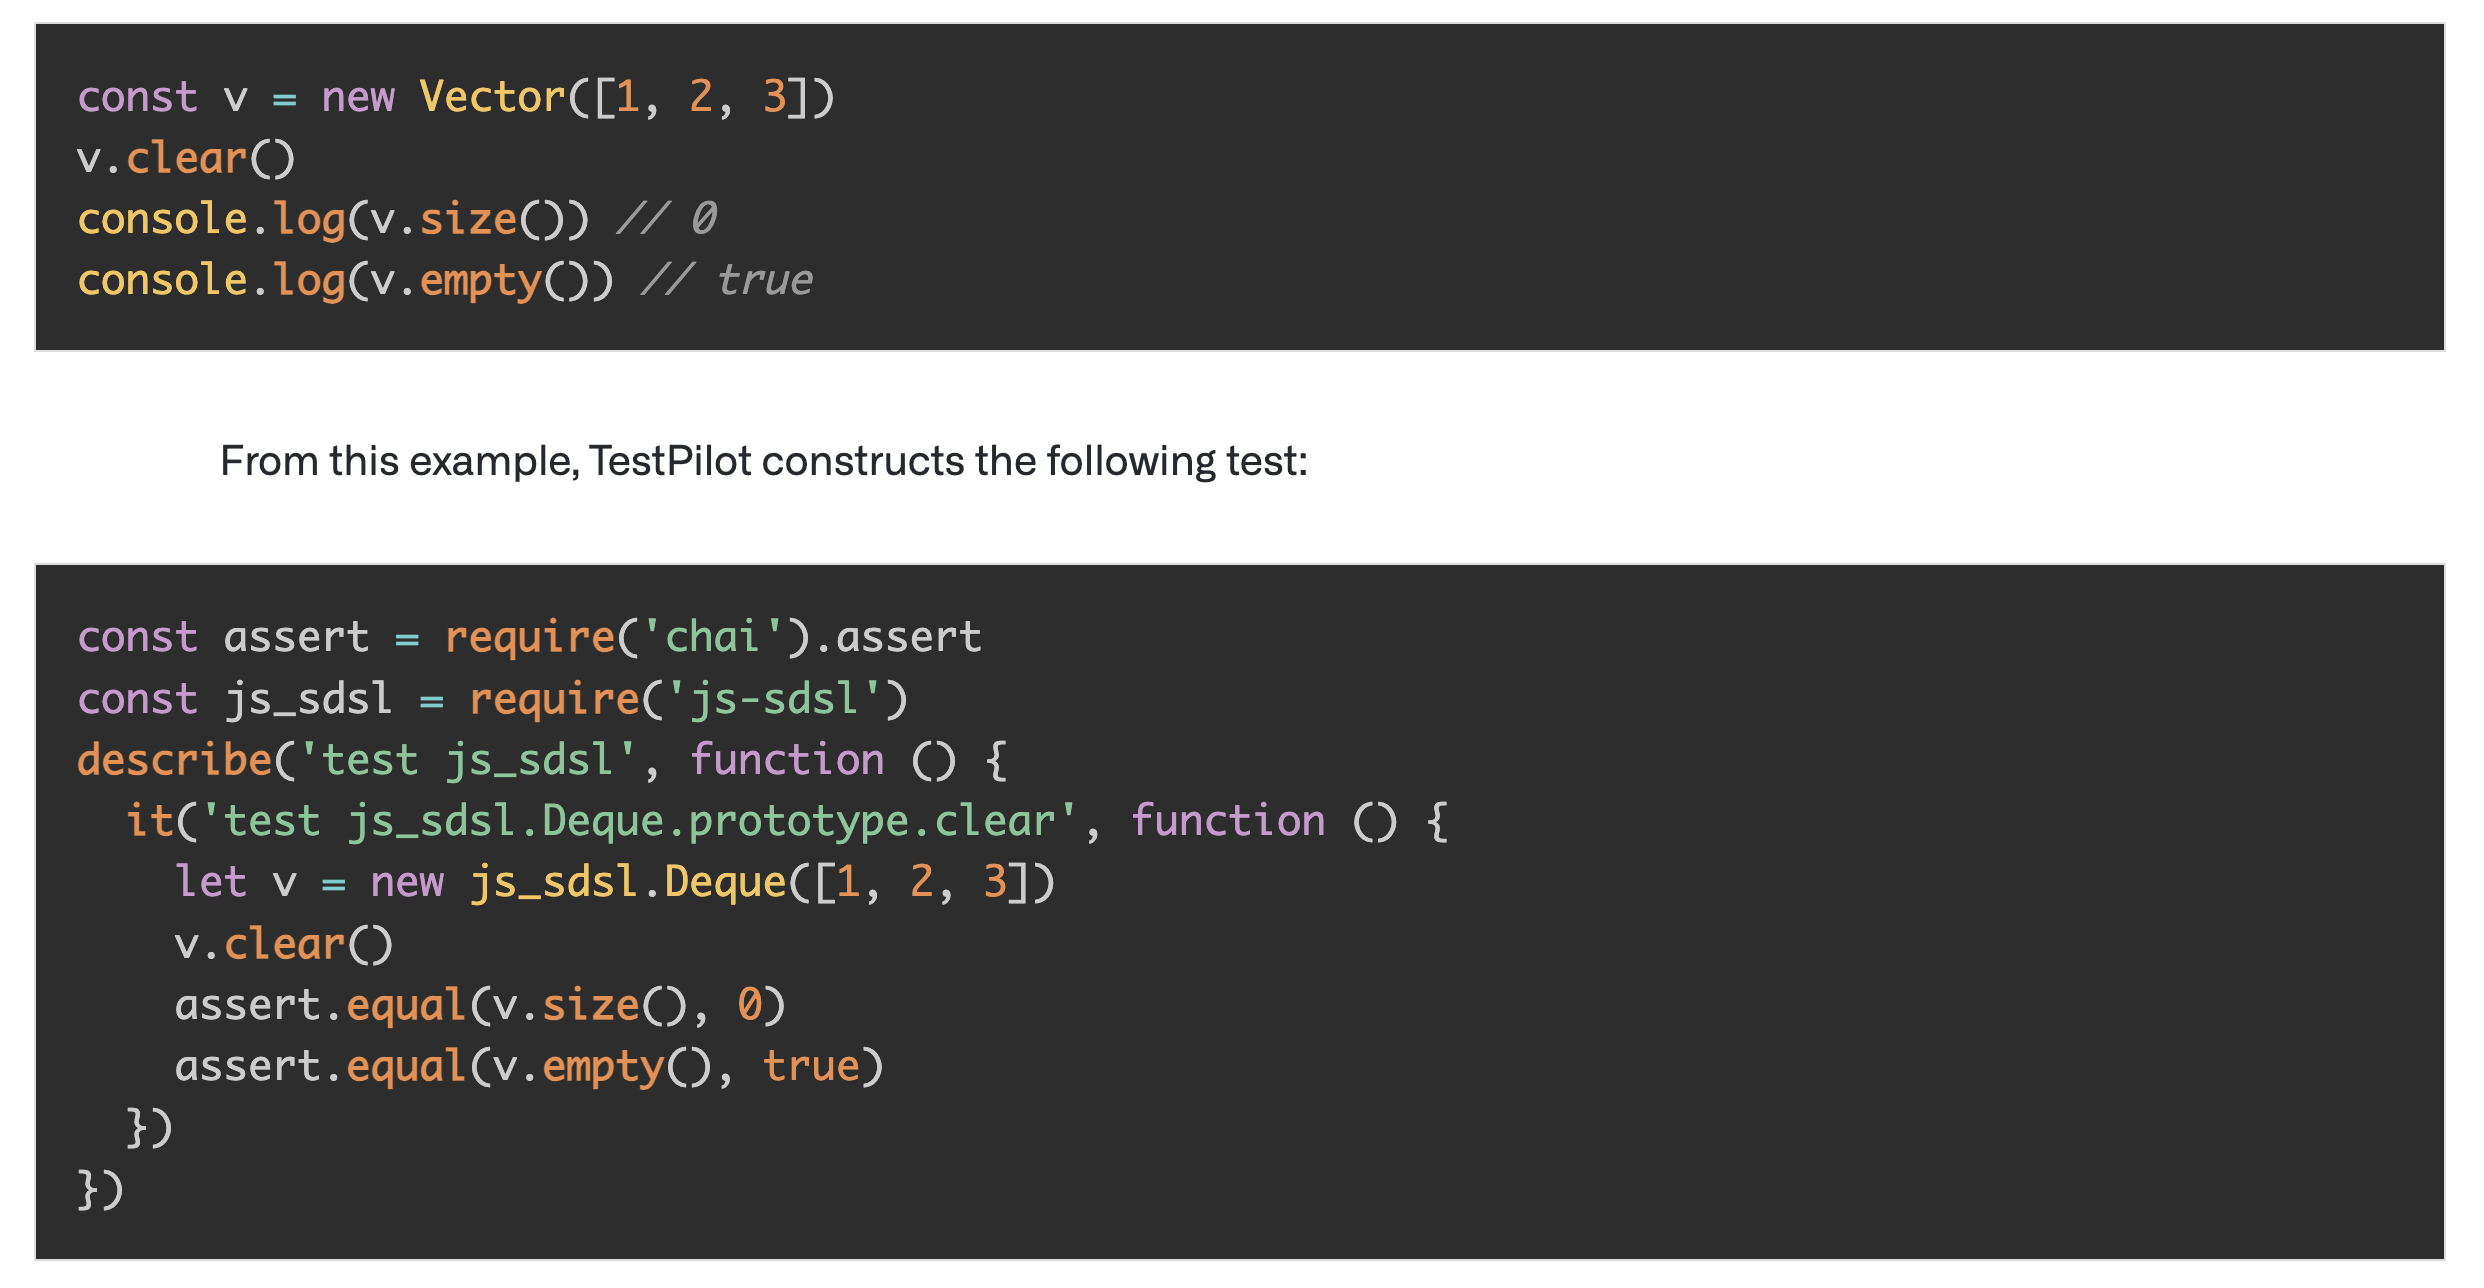 const v = new Vector([1, 2, 3])
v.clear()
console.log(v.size()) // 0
console.log(v.empty()) // true
From this example, TestPilot constructs the following test:
const assert = require('chai').assert
const js_sdsl = require('js-sdsl')
describe('test js_sdsl', function () {
  it('test js_sdsl.Deque.prototype.clear', function () {
    let v = new js_sdsl.Deque([1, 2, 3])
    v.clear()
    assert.equal(v.size(), 0)
    assert.equal(v.empty(), true)
  })
})